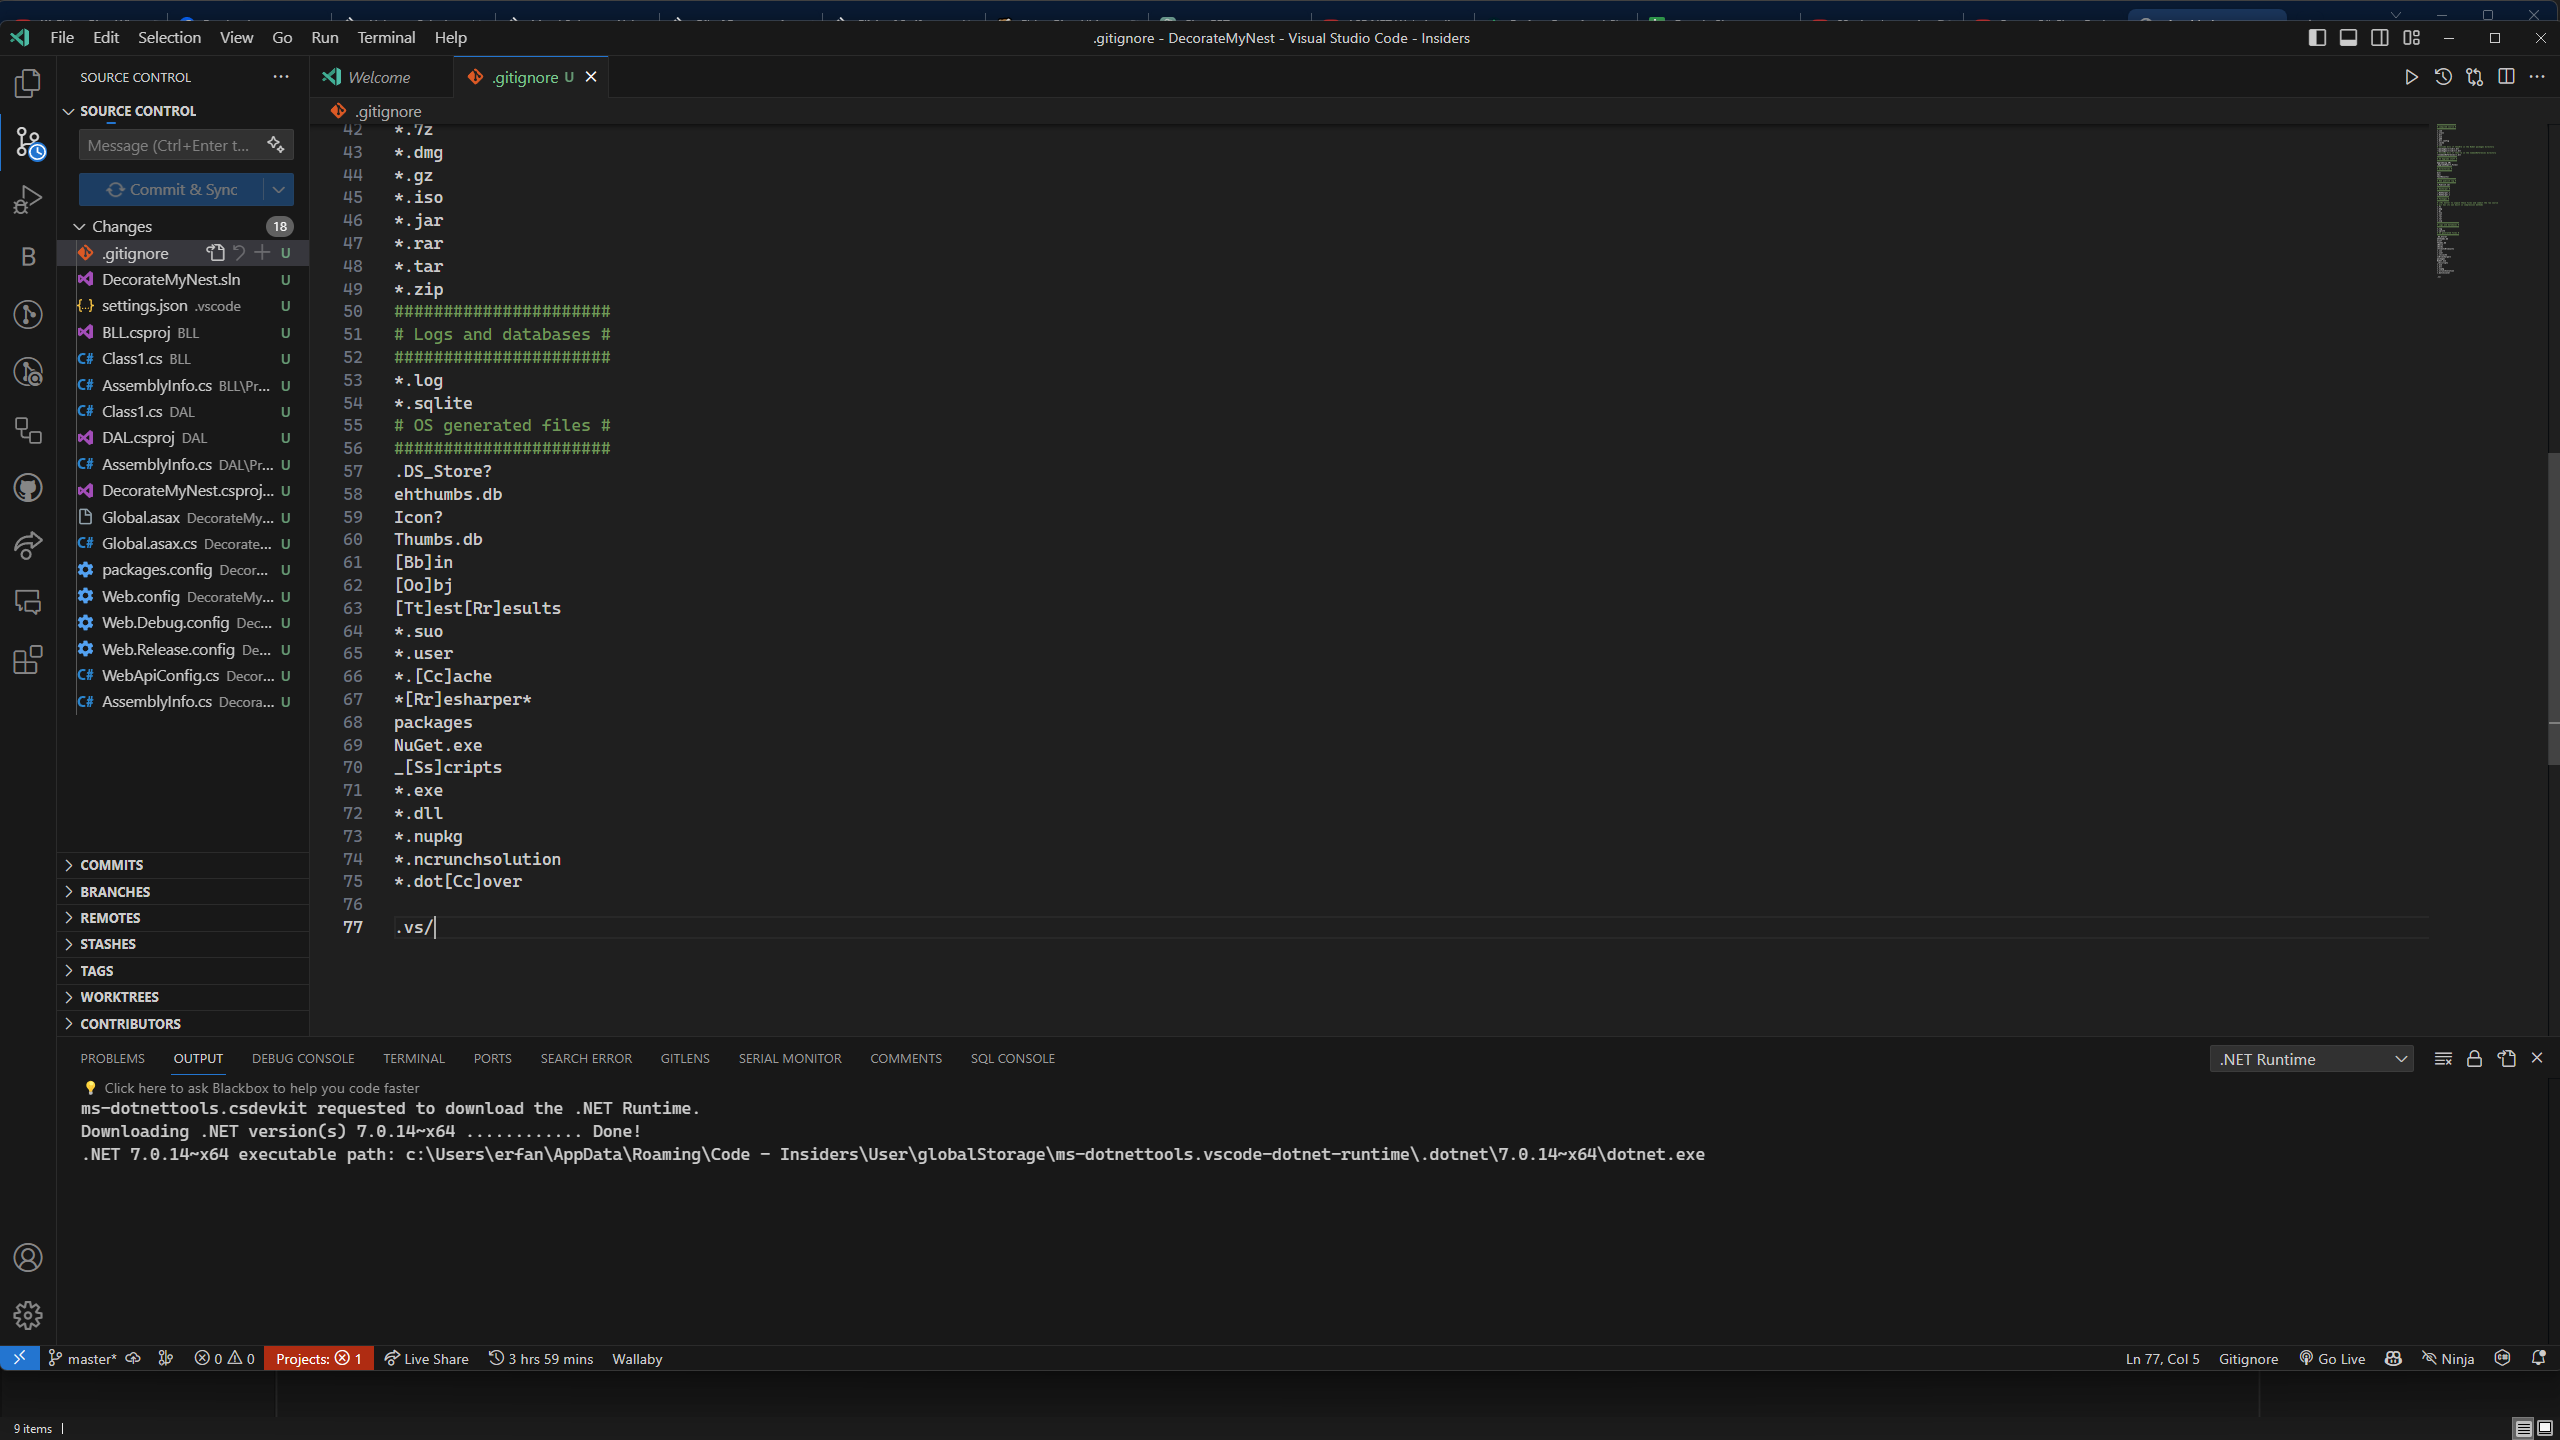 File Edit Selection View Go Run Terminal Help
.gitignore - DecorateMyNest - Visual Studio Code - Insiders
SOURCE CONTROL
Welcome
.gitignore U
SOURCE CONTROL
.gitignore
Message (Ctrl+Enter t...
Commit & Sync
Changes 18
.gitignore U
DecorateMyNest.sln U
settings.json .vscode U
BLL.csproj BLL U
Class1.cs BLL U
AssemblyInfo.cs BLL\Pr... U
Class1.cs DAL U
DAL.csproj DAL U
AssemblyInfo.cs DAL\Pr... U
DecorateMyNest.csproj... U
Global.asax DecorateMy... U
Global.asax.cs Decorate... U
packages.config Decor... U
Web.config DecorateMy... U
Web.Debug.config Dec... U
Web.Release.config De... U
WebApiConfig.cs Decor... U
AssemblyInfo.cs Decora... U
COMMITS
BRANCHES
REMOTES
STASHES
TAGS
WORKTREES
CONTRIBUTORS
42 *.7z
43 *.dmg
44 *.gz
45 *.iso
46 *.jar
47 *.rar
48 *.tar
49 *.zip
50 ######################
51 # Logs and databases #
52 ######################
53 *.log
54 *.sqlite
55 # OS generated files #
56 ######################
57 .DS_Store?
58 ehthumbs.db
59 Icon?
60 Thumbs.db
61 [Bb]in
62 [Oo]bj
63 [Tt]est[Rr]esults
64 *.suo
65 *.user
66 *.[Cc]ache
67 *[Rr]esharper*
68 packages
69 NuGet.exe
70 _[Ss]cripts
71 *.exe
72 *.dll
73 *.nupkg
74 *.ncrunchsolution
75 *.dot[Cc]over
76
77 .vs/
PROBLEMS OUTPUT DEBUG CONSOLE TERMINAL PORTS SEARCH ERROR GITLENS SERIAL MONITOR COMMENTS SQL CONSOLE
.NET Runtime
Click here to ask Blackbox to help you code faster
ms-dotnettools.csdevkit requested to download the .NET Runtime.
Downloading .NET version(s) 7.0.14~x64 ............ Done!
.NET 7.0.14~x64 executable path: c:\Users\erfan\AppData\Roaming\Code - Insiders\User\globalStorage\ms-dotnettools.vscode-dotnet-runtime\.dotnet\7.0.14~x64\dotnet.exe
master* 0 0 Projects: 1 Live Share 3 hrs 59 mins Wallaby
Ln 77, Col 5 Gitignore Go Live Ninja
9 items